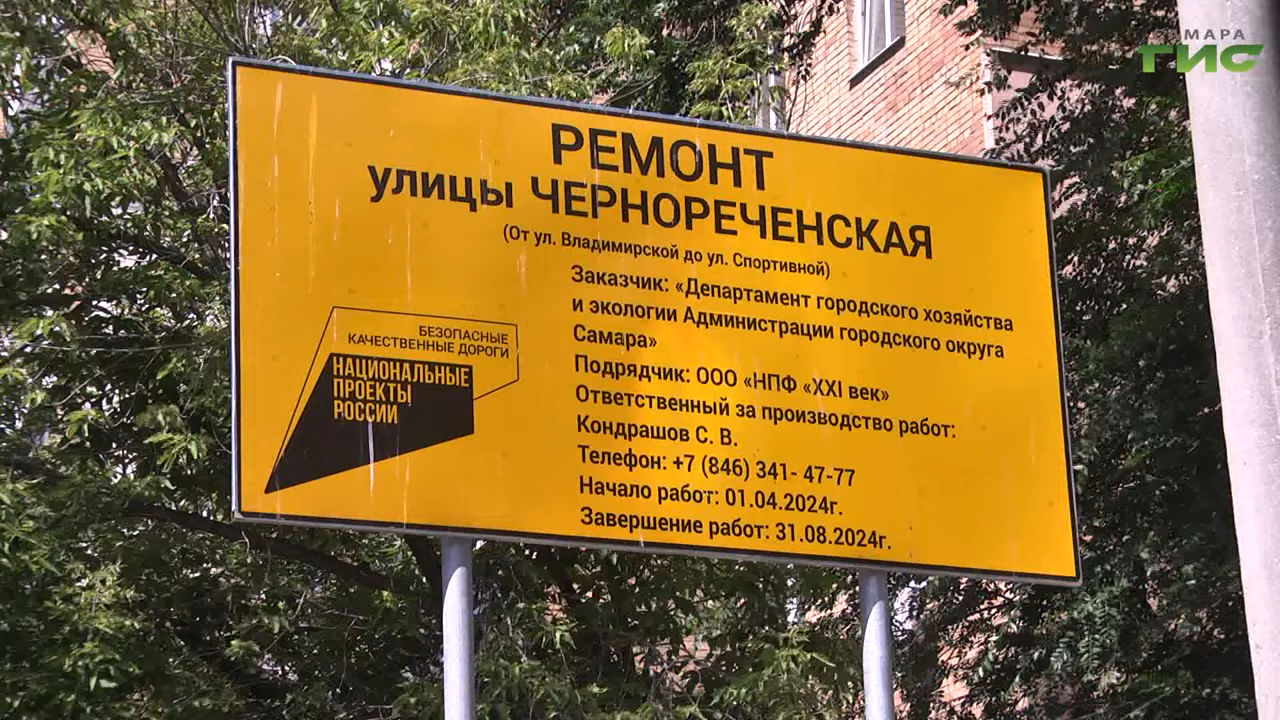 САМАРА
ГИС
РЕМОНТ
улицы ЧЕРНОРЕЧЕНСКАЯ
(От ул. Владимирской до ул. Спортивной)
Заказчик: «Департамент городского хозяйства
и экологии Администрации городского округа
Самара»
Подрядчик: ООО «НПФ «XXI век»
Ответственный за производство работ:
Кондрашов С. В.
Телефон: +7 (846) 341- 47-77
Начало работ: 01.04.2024г.
Завершение работ: 31.08.2024г.
БЕЗОПАСНЫЕ
КАЧЕСТВЕННЫЕ ДОРОГИ
НАЦИОНАЛЬНЫЕ
ПРОЕКТЫ
РОССИИ